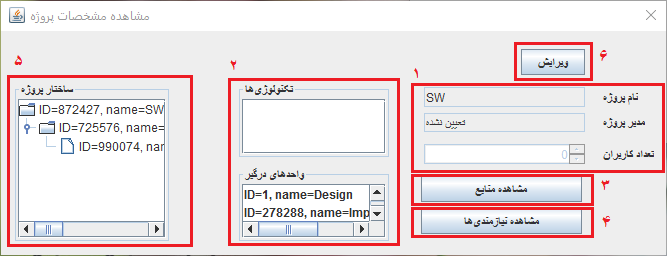 مشاهده مشخصات پروژه
۶
ویرایش
۱
نام پروژه
SW
مدیر پروژه
تعیین نشده
تعداد کاربران
0
۳
مشاهده منابع
۴
مشاهده نیازمندی‌ها
۲
تکنولوژی‌ها
واحدهای درگیر
ID=1, name=Design
ID=278288, name=Imp
۵
ساختار پروژه
ID=872427, name=SW
ID=725576, name=
ID=990074, nan